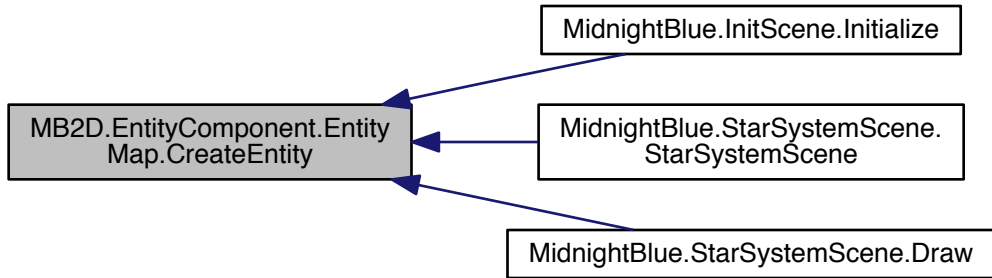 MidnightBlue.InitScene.Initialize
MB2D.EntityComponent.Entity
Map.CreateEntity
MidnightBlue.StarSystemScene.
StarSystemScene
MidnightBlue.StarSystemScene.Draw